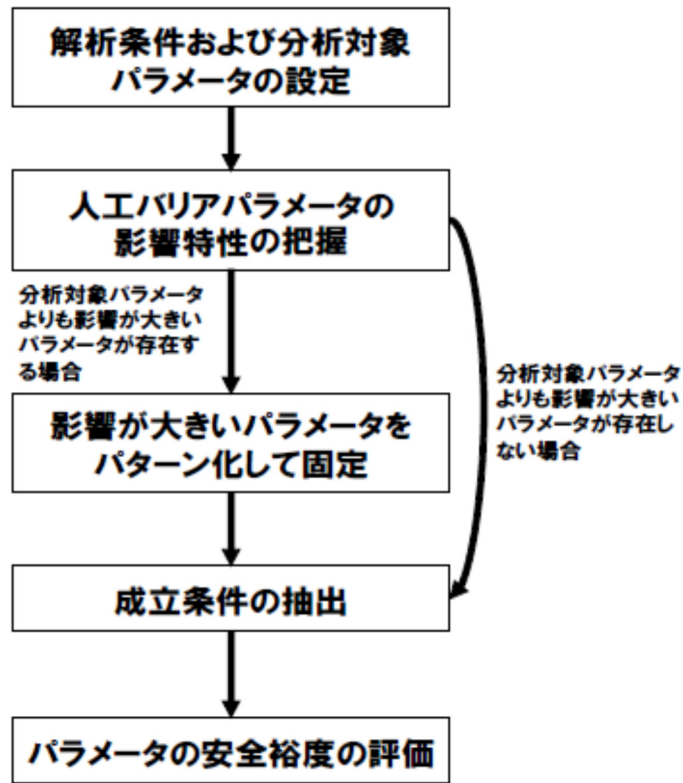 解析条件および分析対象
パラメータの設定
人工バリアパラメータの
影響特性の把握
分析対象パラメータ
よりも影響が大きい
パラメータが存在す
る場合
分析対象パラメータ
よりも影響が大きい
パラメータが存在し
ない場合
影響が大きいパラメータを
パターン化して固定
成立条件の抽出
パラメータの安全裕度の評価